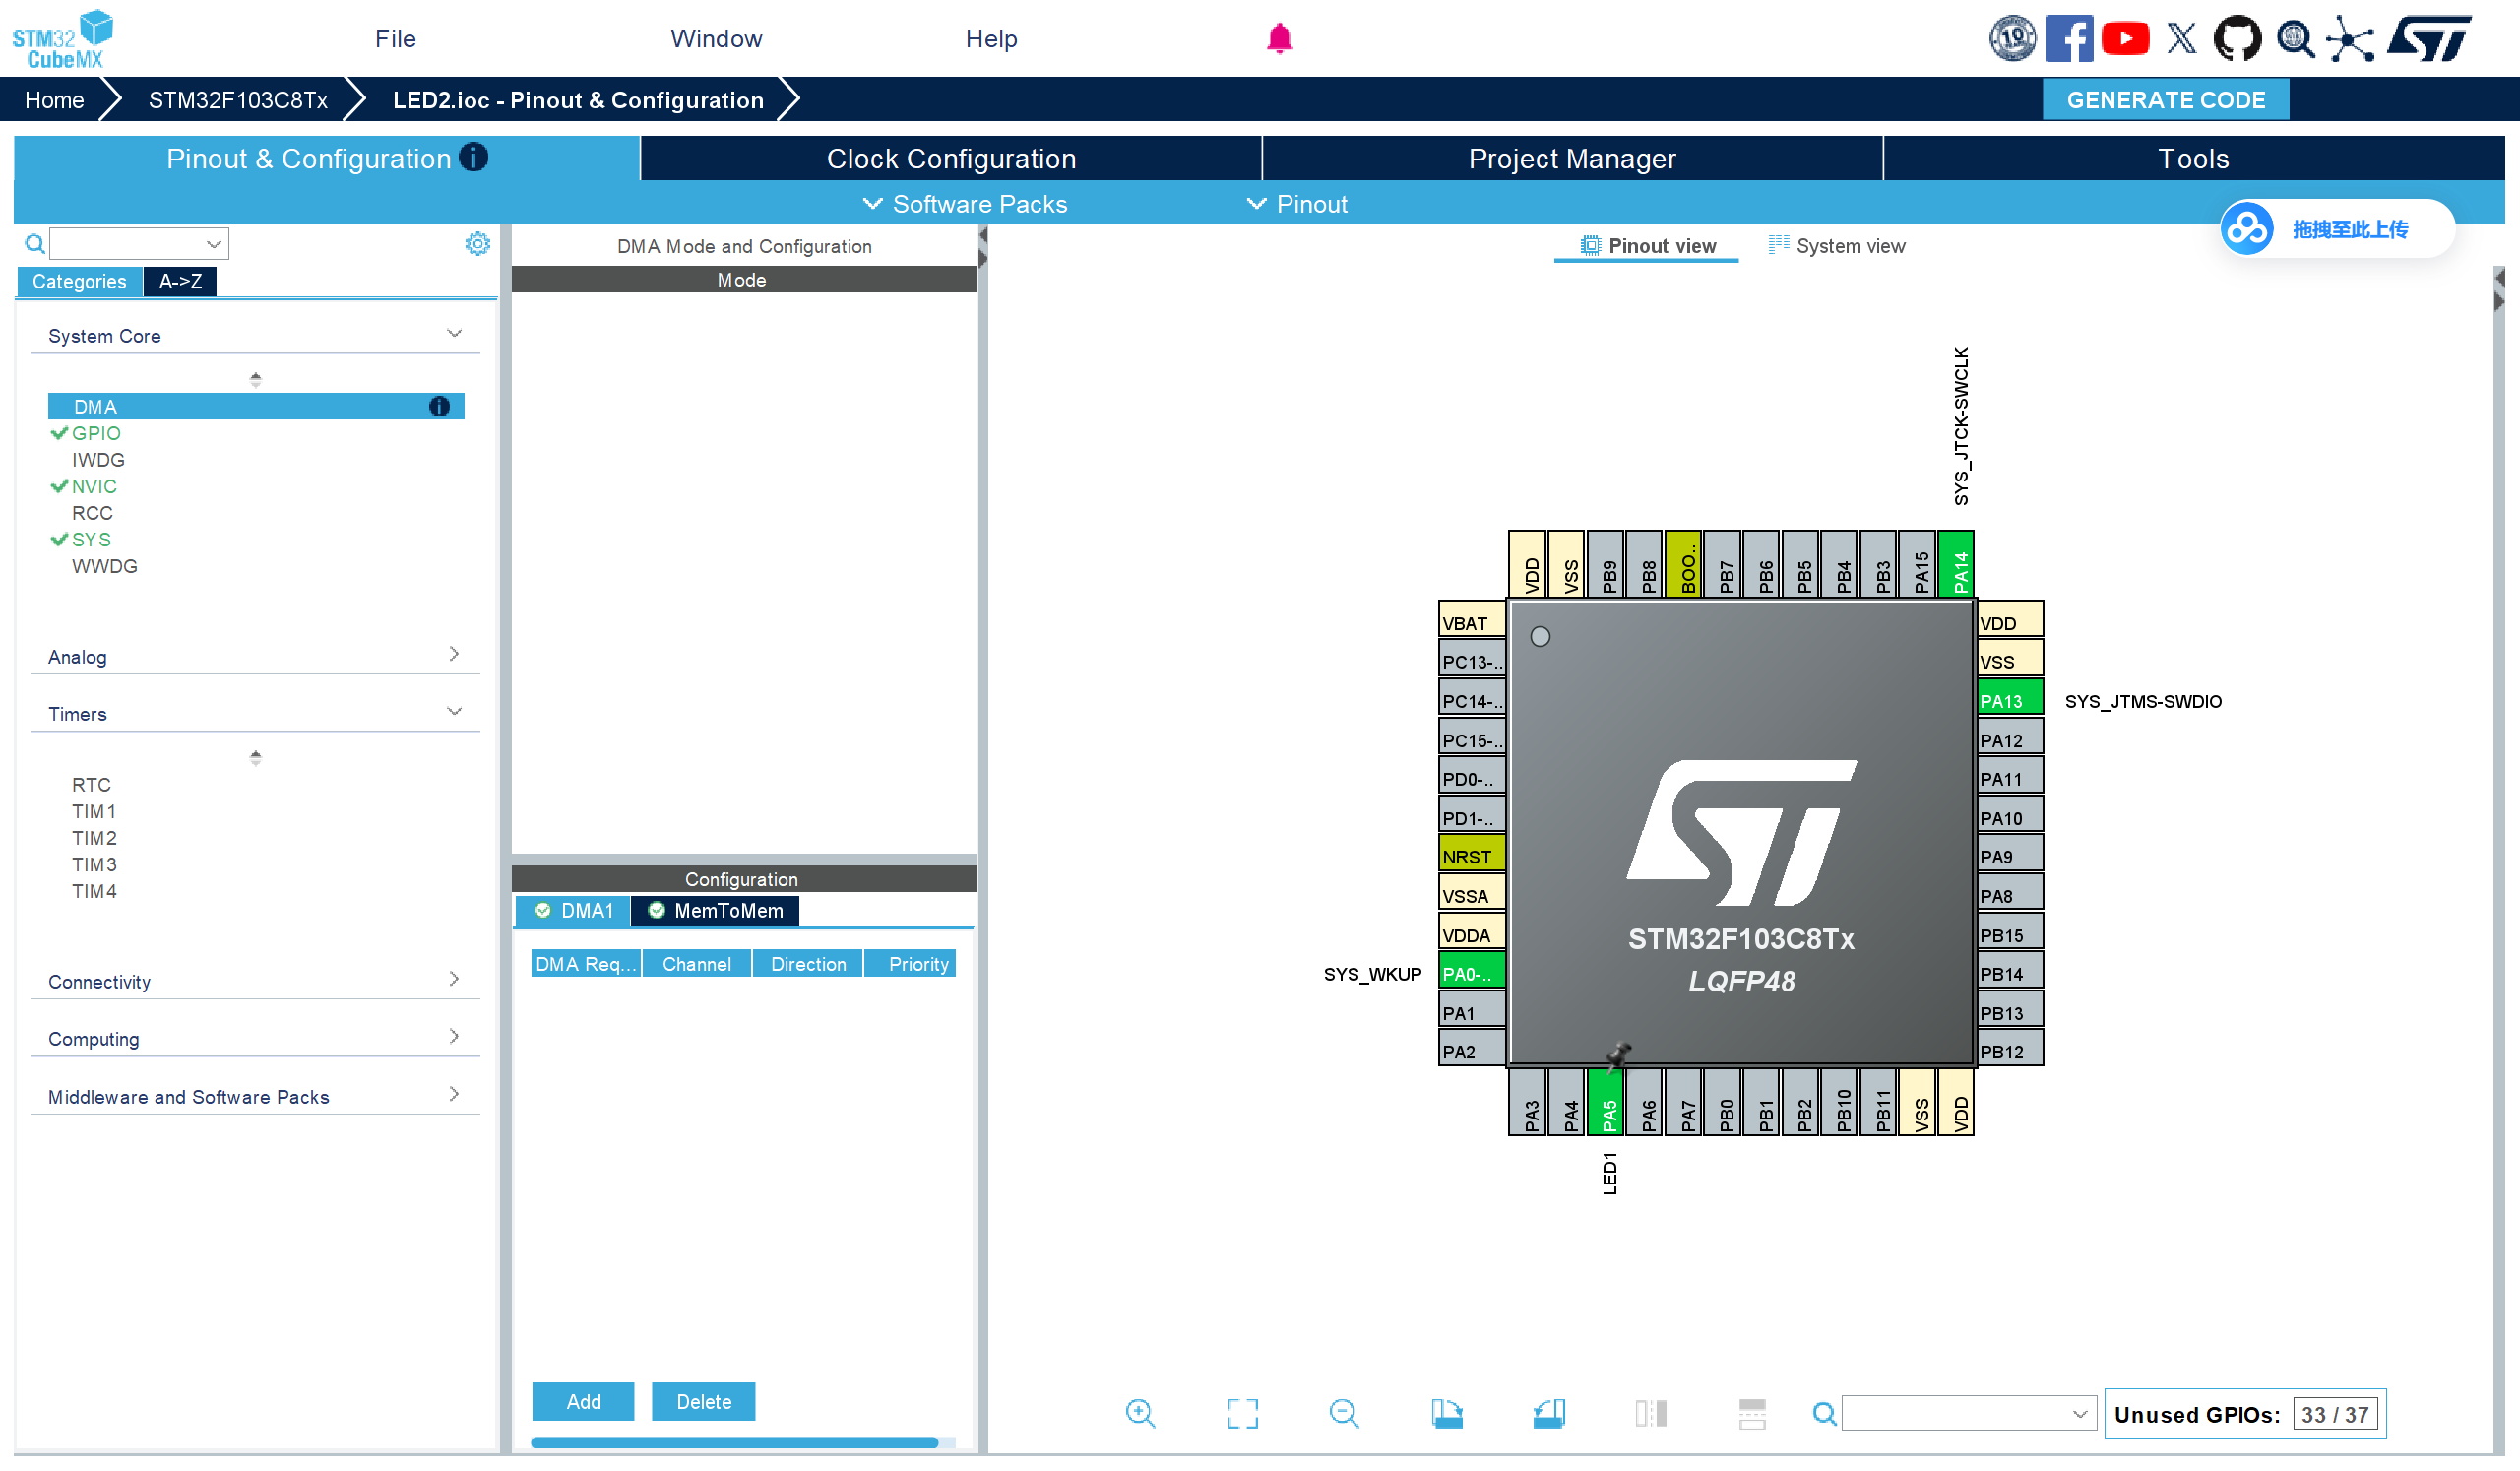 STM32
CubeMX
File
Window
Help
10
Home
STM32F103C8Tx
LED2.ioc - Pinout & Configuration
GENERATE CODE
Pinout & Configuration
Clock Configuration
Project Manager
Tools
Software Packs
Pinout
拖拽至此上传
DMA Mode and Configuration
Pinout view
System view
Mode
Categories
A->Z
System Core
DMA
GPIO
IWDG
NVIC
RCC
SYS
WWDG
Analog
Timers
RTC
TIM1
TIM2
TIM3
TIM4
Connectivity
Computing
Middleware and Software Packs
Configuration
DMA1
MemToMem
DMA Req...
Channel
Direction
Priority
Add
Delete
SYS_JTCK-SWCLK
VDD
VSS
PB9
PB8
BOO..
PB7
PB6
PB5
PB4
PB3
PA15
PA14
VBAT
PC13-..
PC14-..
PC15-..
PD0-..
PD1-..
NRST
VSSA
VDDA
SYS_WKUP
PA0-..
PA1
PA2
STM32F103C8Tx
LQFP48
VDD
VSS
PA13
SYS_JTMS-SWDIO
PA12
PA11
PA10
PA9
PA8
PB15
PB14
PB13
PB12
PA3
PA4
PA5
PA6
PA7
PB0
PB1
PB2
PB10
PB11
VSS
VDD
LED1
Unused GPIOs:
33 / 37